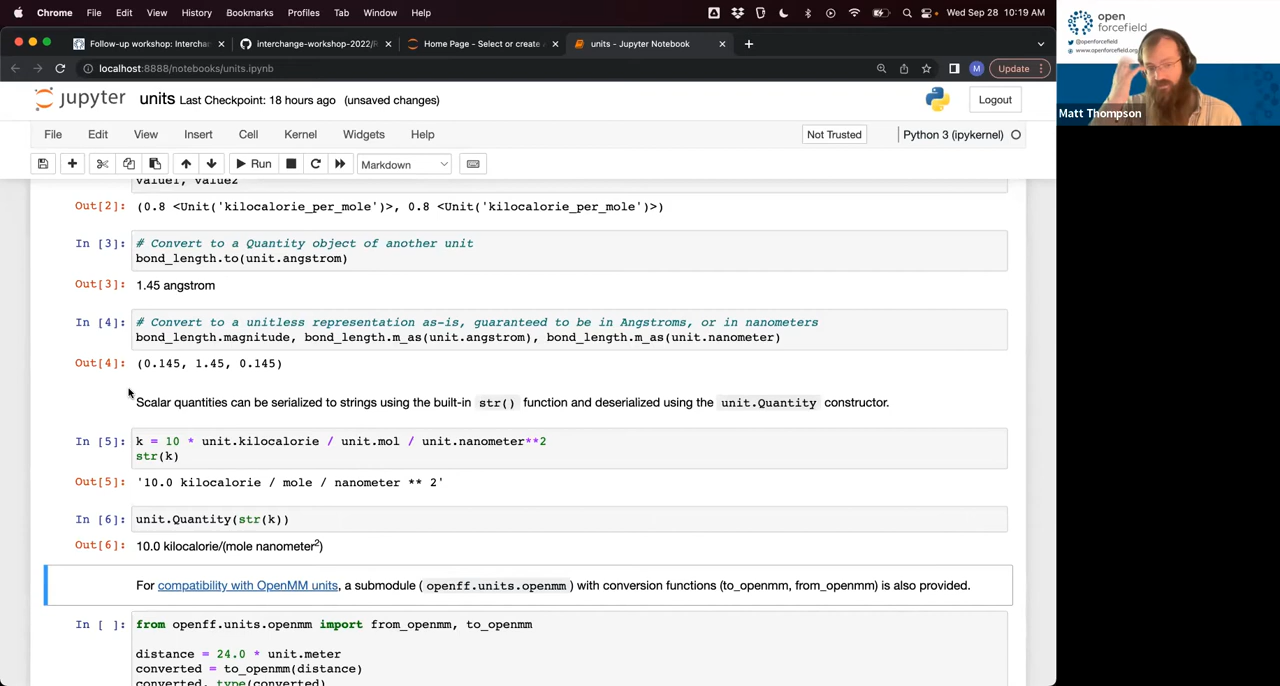 Chrome File Edit View History Bookmarks Profiles Tab Window Help Wed Sep 28 10:19 AM
Follow-up workshop: Interch interchange-workshop-2022/ Home Page - Select or create units - Jupyter Notebook
localhost:8888/notebooks/units.ipynb M Update
open
forcefield
@openforcefield
www.openforcefield.org
Matt Thompson
jupyter units Last Checkpoint: 18 hours ago (unsaved changes) Logout
File Edit View Insert Cell Kernel Widgets Help Not Trusted Python 3 (ipykernel)
Run Markdown
value1, value2
Out[2]: (0.8 <Unit('kilocalorie_per_mole')>, 0.8 <Unit('kilocalorie_per_mole')>)
In [3]: # Convert to a Quantity object of another unit
bond_length.to(unit.angstrom)
Out[3]: 1.45 angstrom
In [4]: # Convert to a unitless representation as-is, guaranteed to be in Angstroms, or in nanometers
bond_length.magnitude, bond_length.m_as(unit.angstrom), bond_length.m_as(unit.nanometer)
Out[4]: (0.145, 1.45, 0.145)
Scalar quantities can be serialized to strings using the built-in str() function and deserialized using the unit.Quantity constructor.
In [5]: k = 10 * unit.kilocalorie / unit.mol / unit.nanometer**2
str(k)
Out[5]: '10.0 kilocalorie / mole / nanometer ** 2'
In [6]: unit.Quantity(str(k))
Out[6]: 10.0 kilocalorie/(mole nanometer²)
For compatibility with OpenMM units, a submodule ( openff.units.openmm ) with conversion functions (to_openmm, from_openmm) is also provided.
In [ ]: from openff.units.openmm import from_openmm, to_openmm
distance = 24.0 * unit.meter
converted = to_openmm(distance)
converted, type(converted)